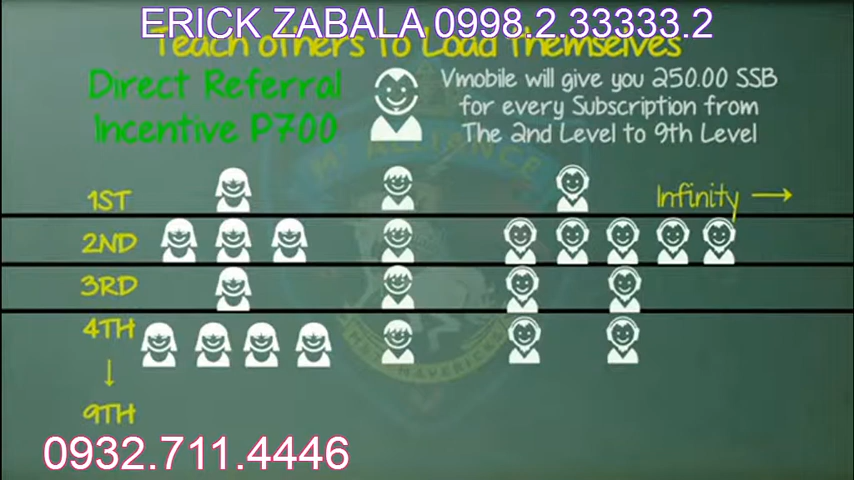 ERICK ZABALA 0998.2.33333.2
Teach others To Load Themselves
Direct Referral
Incentive P700
Vmobile will give you 250.00 SSB
for every Subscription from
The 2nd Level to 9th Level
1ST
Infinity →
2ND
3RD
4TH
↓
9TH
0932.711.4446